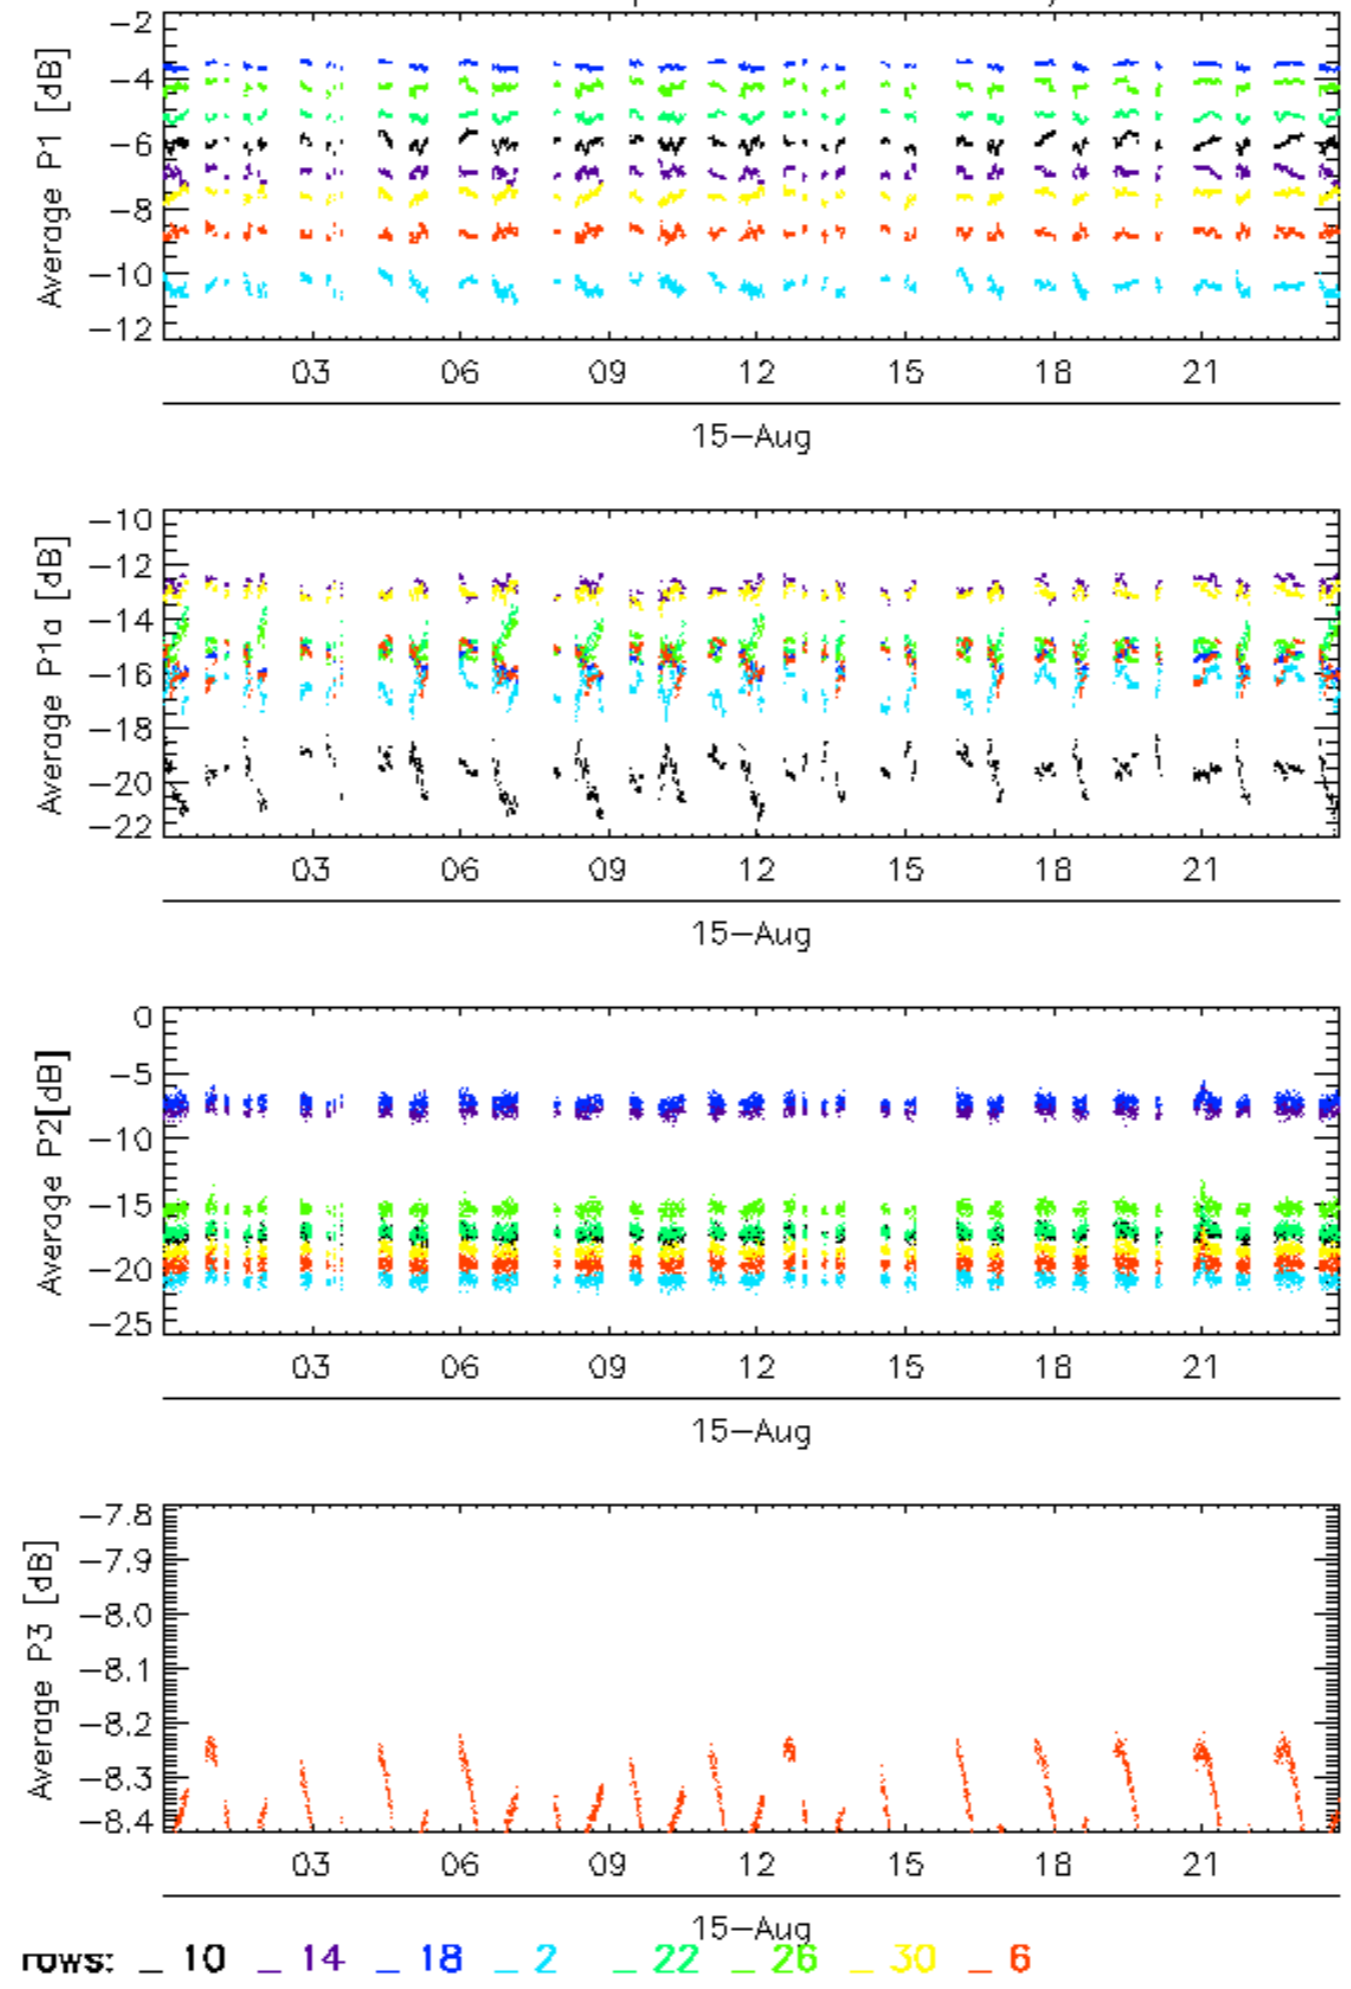 Average P1 [dB]
−2
−4
−6
−8
−10
−12
03 06 09 12 15 18 21
15−Aug
Average P1a [dB]
−10
−12
−14
−16
−18
−20
−22
03 06 09 12 15 18 21
15−Aug
Average P2[dB]
0
−5
−10
−15
−20
−25
03 06 09 12 15 18 21
15−Aug
Average P3 [dB]
−7.8
−7.9
−8.0
−8.1
−8.2
−8.3
−8.4
03 06 09 12 15 18 21
15−Aug
rows: _ 10 _ 14 _ 18 _ 2 _ 22 _ 26 _ 30 _ 6